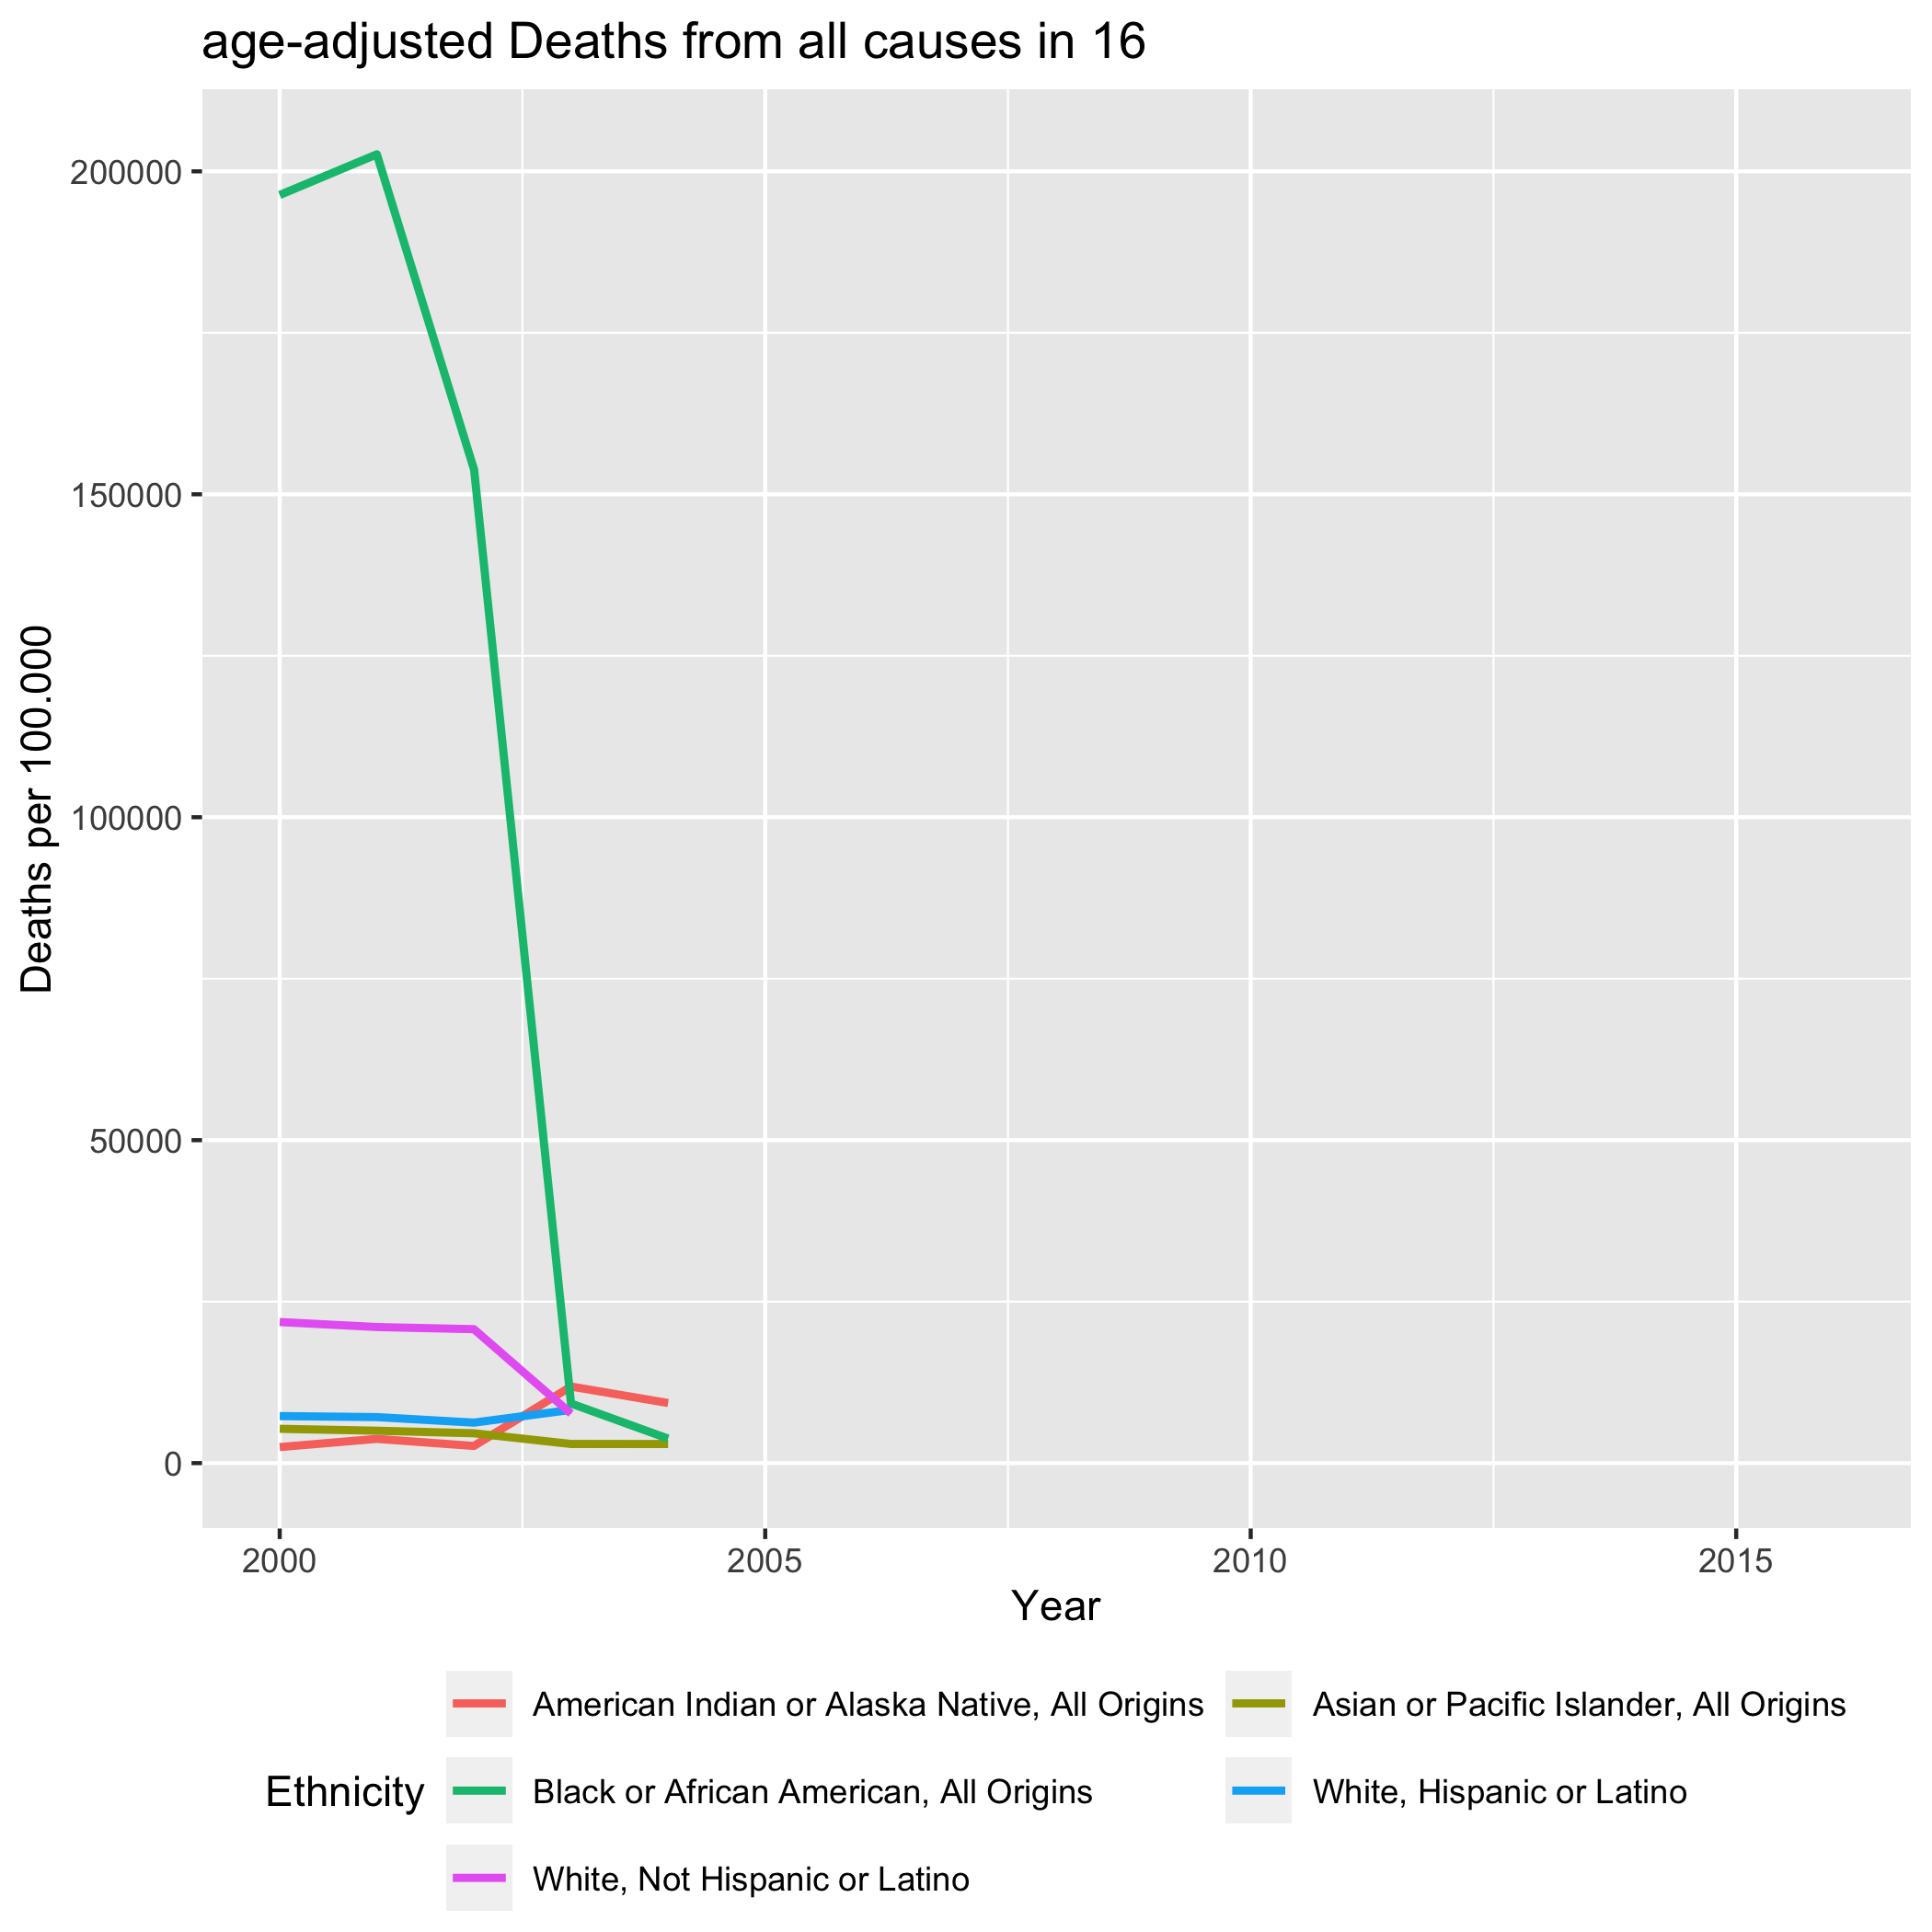 age-adjusted Deaths from all causes in 16
Deaths per 100.000
200000
150000
100000
50000
0
2000 2005 2010 2015
Year
Ethnicity
American Indian or Alaska Native, All Origins
Asian or Pacific Islander, All Origins
Black or African American, All Origins
White, Hispanic or Latino
White, Not Hispanic or Latino